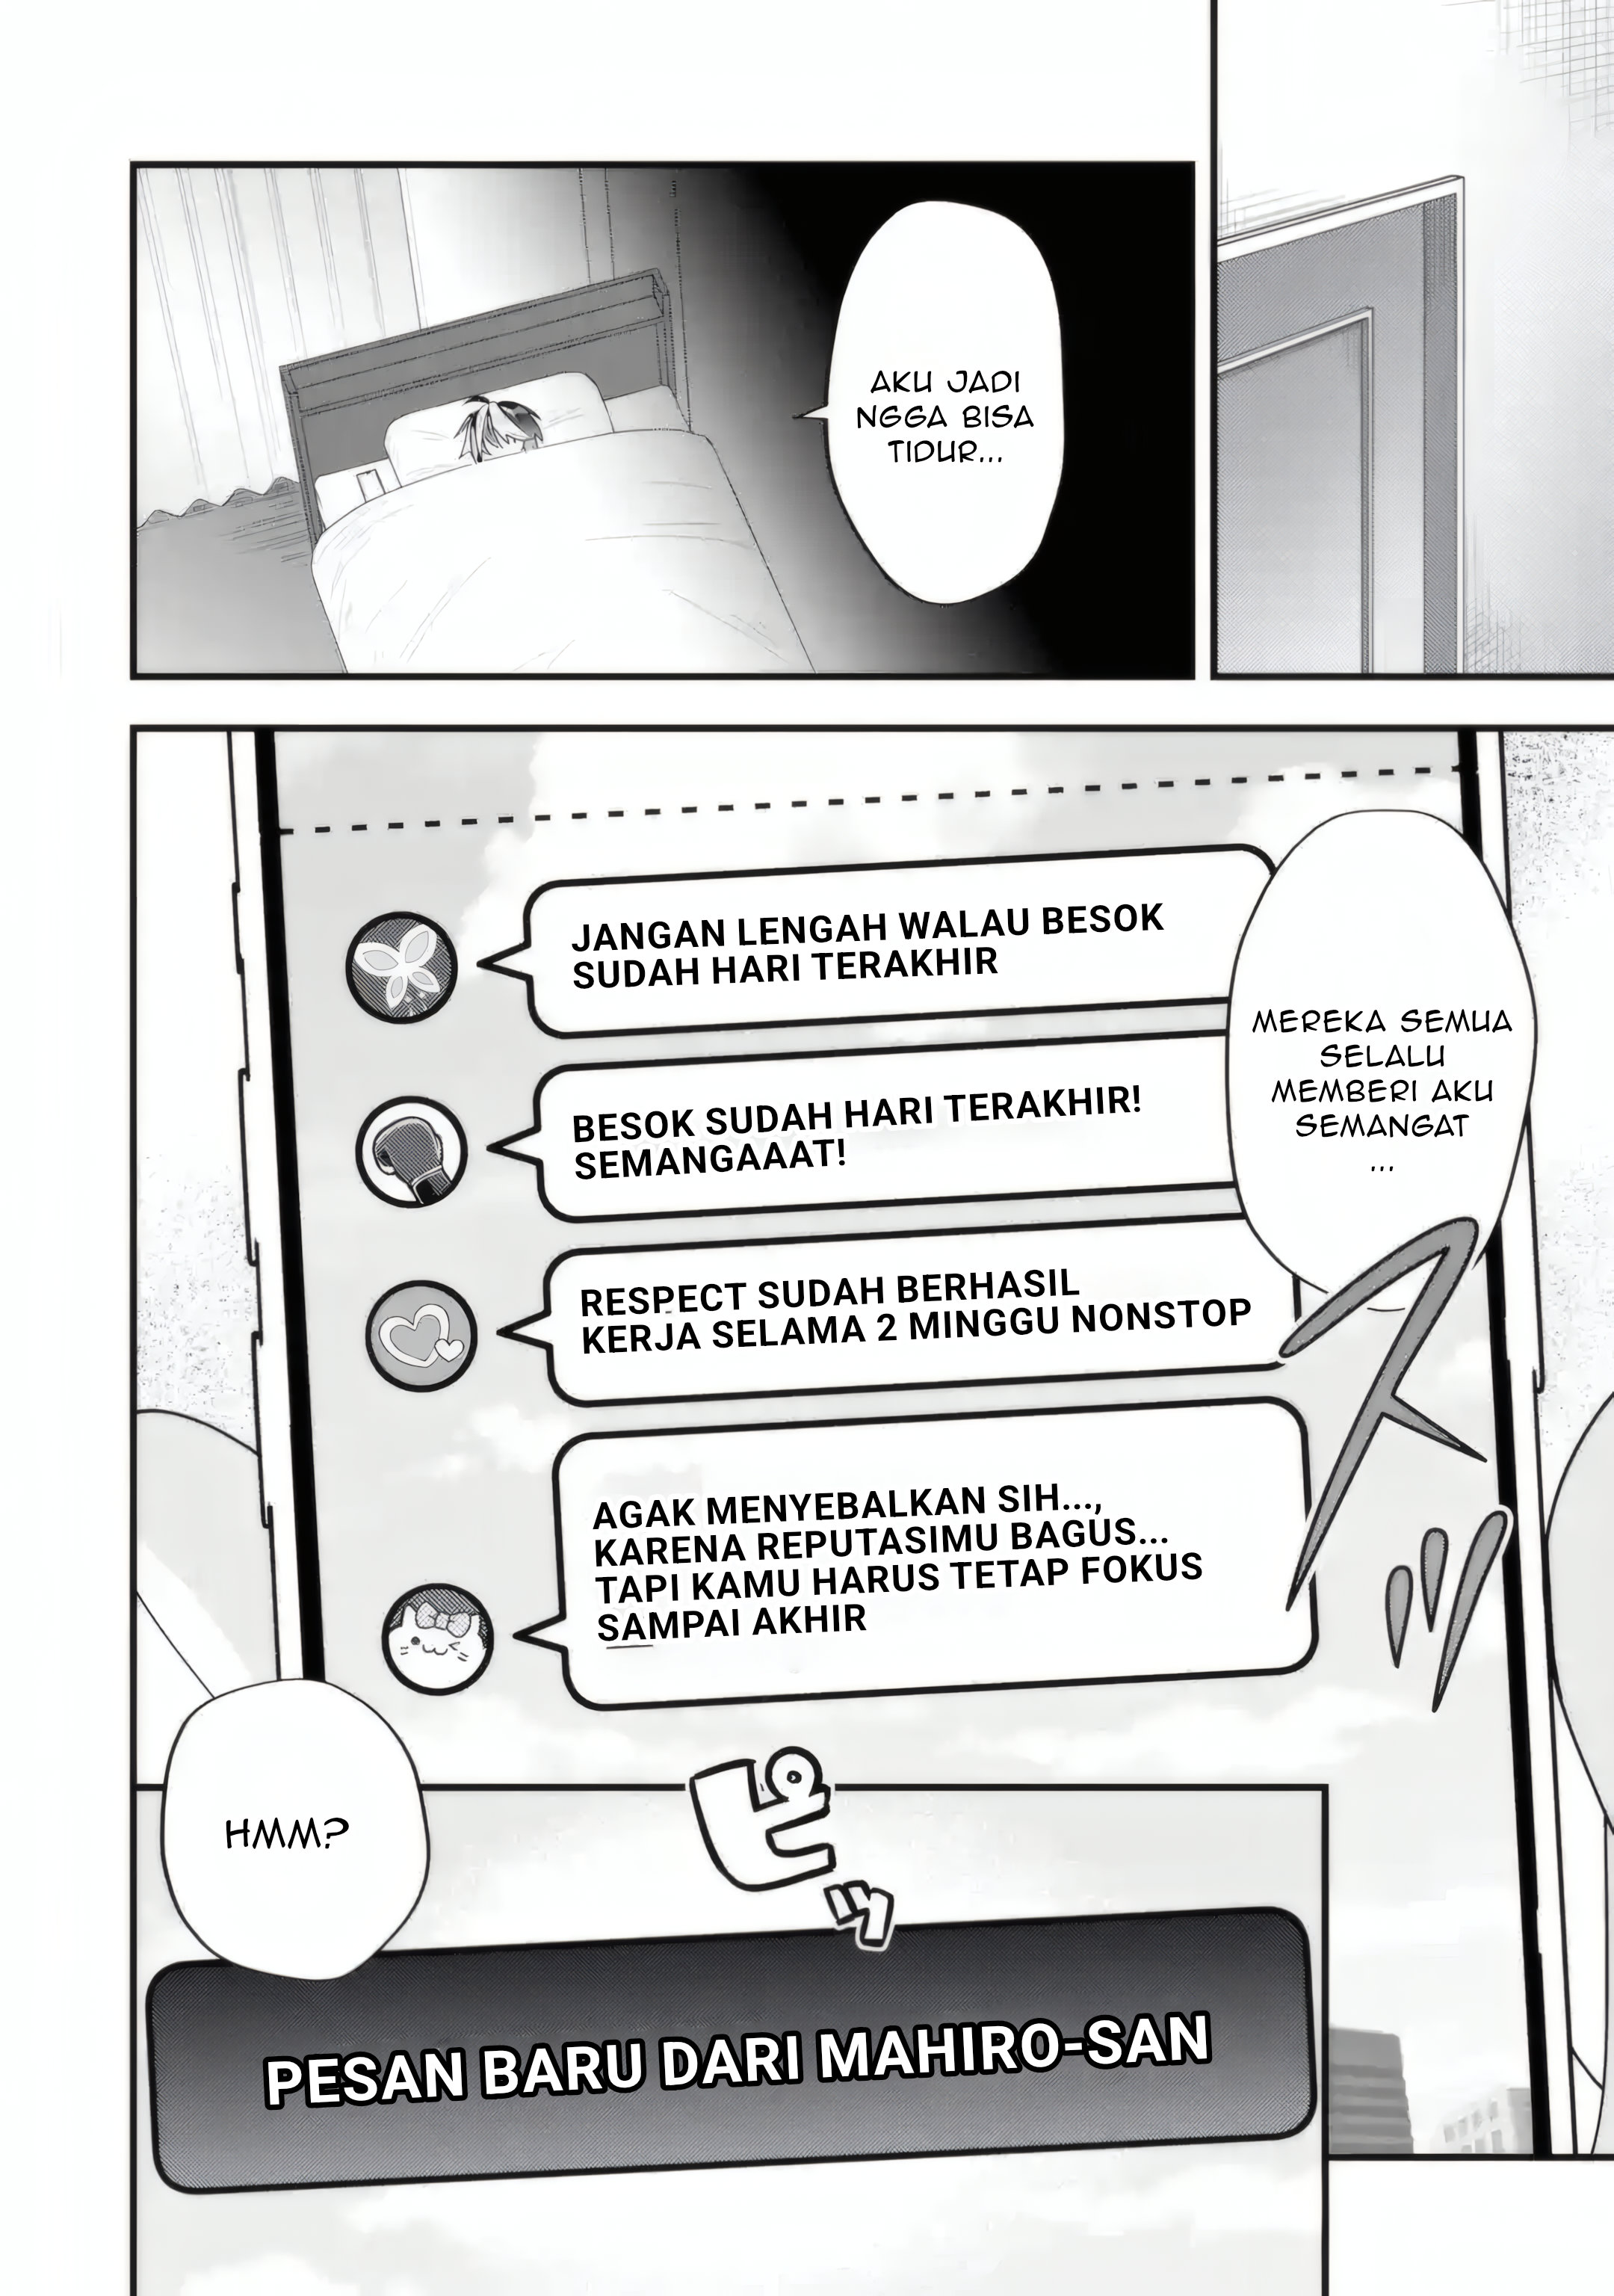 AKU JADI
NGGA BISA
TIDUR...
MEREKA SEMUA
SELALU
MEMBERI AKU
SEMANGAT
...
JANGAN LENGAH WALAU BESOK
SUDAH HARI TERAKHIR
BESOK SUDAH HARI TERAKHIR!
SEMANGAAAT!
RESPECT SUDAH BERHASIL
KERJA SELAMA 2 MINGGU NONSTOP
AGAK MENYEBALKAN SIH...,
KARENA REPUTASIMU BAGUS...
TAPI KAMU HARUS TETAP FOKUS
SAMPAI AKHIR
スッ
ピッ
HMM?
PESAN BARU DARI MAHIRO-SAN